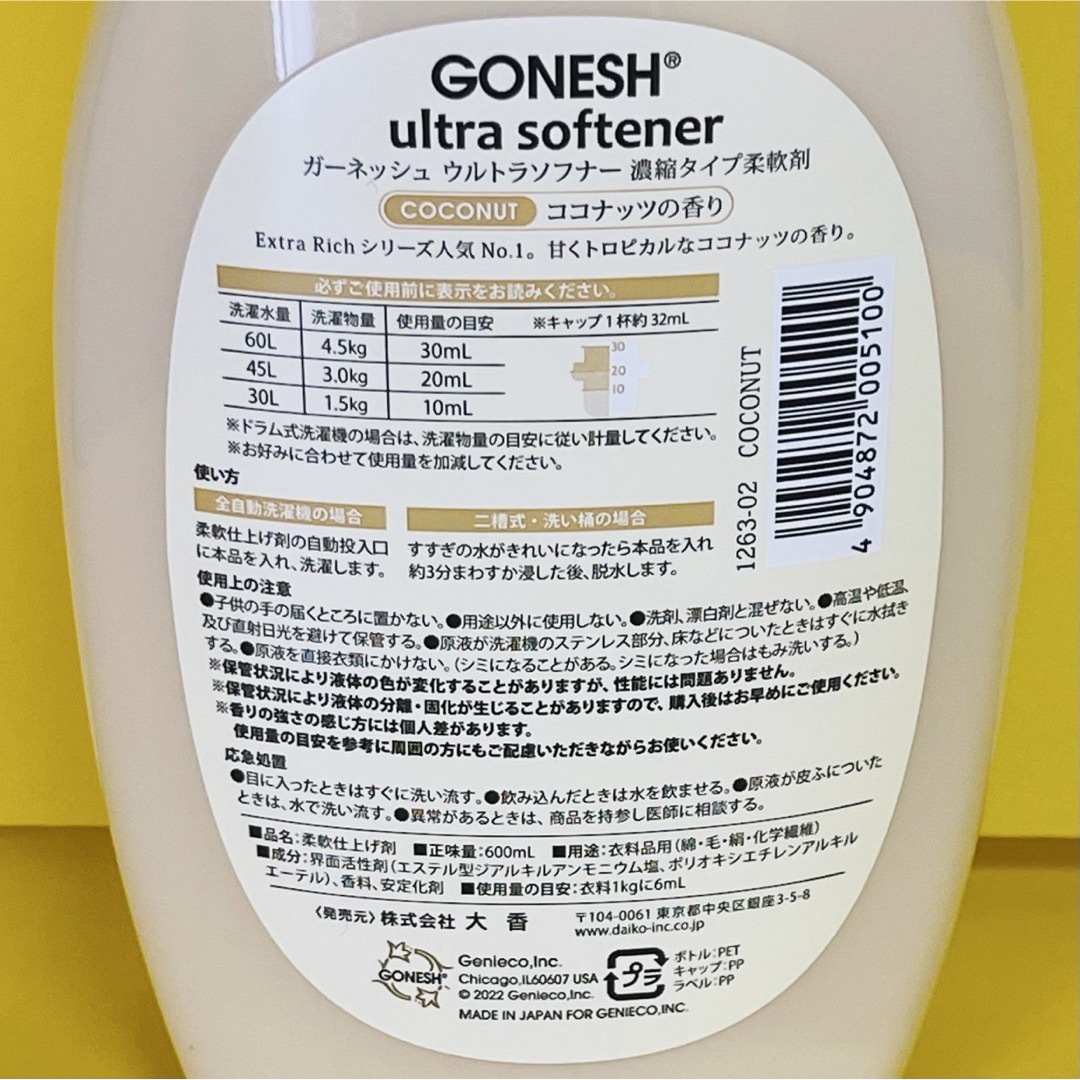 GONESH®
ultra softener
ガーネッシュ ウルトラソフナー 濃縮タイプ柔軟剤
COCONUT ココナッツの香り
Extra Rich シリーズ人気 No.1。甘くトロピカルなココナッツの香り。
必ずご使用前に表示をお読みください。
洗濯水量 洗濯物量 使用量の目安 ※キャップ1杯約 32mL
60L 4.5kg 30mL
45L 3.0kg 20mL
30L 1.5kg 10mL
30
20
10
※ドラム式洗濯機の場合は、洗濯物量の目安に従い計量してください。
※お好みに合わせて使用量を加減してください。
1263-02 COCONUT
4 904872 005100
使い方
全自動洗濯機の場合
柔軟仕上げ剤の自動投入口
に本品を入れ、洗濯します。
二槽式・洗い桶の場合
すすぎの水がきれいになったら本品を入れ
約3分まわすか浸した後、脱水します。
使用上の注意
●子供の手の届くところに置かない。●用途以外に使用しない。●洗剤、漂白剤と混ぜない。●高温や低温、
及び直射日光を避けて保管する。●原液が洗濯機のステンレス部分、床などについたときはすぐに水拭き
する。●原液を直接衣類にかけない。(シミになることがある。シミになった場合はもみ洗いする。)
※保管状況により液体の色が変化することがありますが、性能には問題ありません。
※保管状況により液体の分離・固化が生じることがありますので、購入後はお早めにご使用ください。
※香りの強さの感じ方には個人差があります。
使用量の目安を参考に周囲の方にもご配慮いただきながらお使いください。
応急処置
●目に入ったときはすぐに洗い流す。●飲み込んだときは水を飲ませる。●原液が皮ふについた
ときは、水で洗い流す。●異常があるときは、商品を持参し医師に相談する。
■品名:柔軟仕上げ剤 ■正味量:600mL ■用途:衣料品用(綿・毛・絹・化学繊維)
■成分:界面活性剤(エステル型ジアルキルアンモニウム塩、ポリオキシエチレンアルキル
エーテル)、香料、安定化剤 ■使用量の目安:衣料1kgに6mL
〈発売元〉株式会社 大 香
〒104-0061 東京都中央区銀座3-5-8
www.daiko-inc.co.jp
GONESH®
Genieco,Inc.
Chicago,IL60607 USA
© 2022 Genieco,Inc.
MADE IN JAPAN FOR GENIECO,INC.
プラ
ボトル:PET
キャップ:PP
ラベル:PP